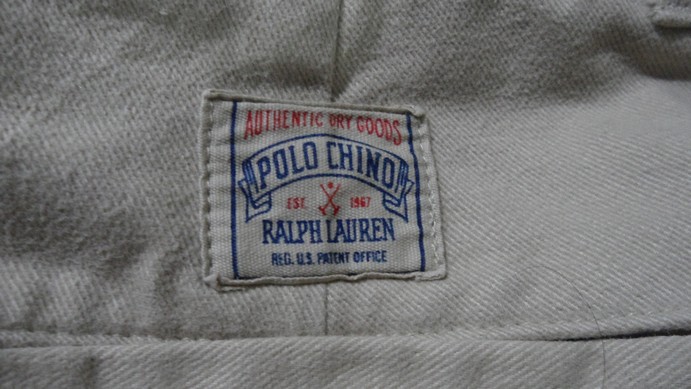 AUTHENTIC DRY GOODS
POLO CHINO
EST. 1967
RALPH LAUREN
REG. U.S. PATENT OFFICE